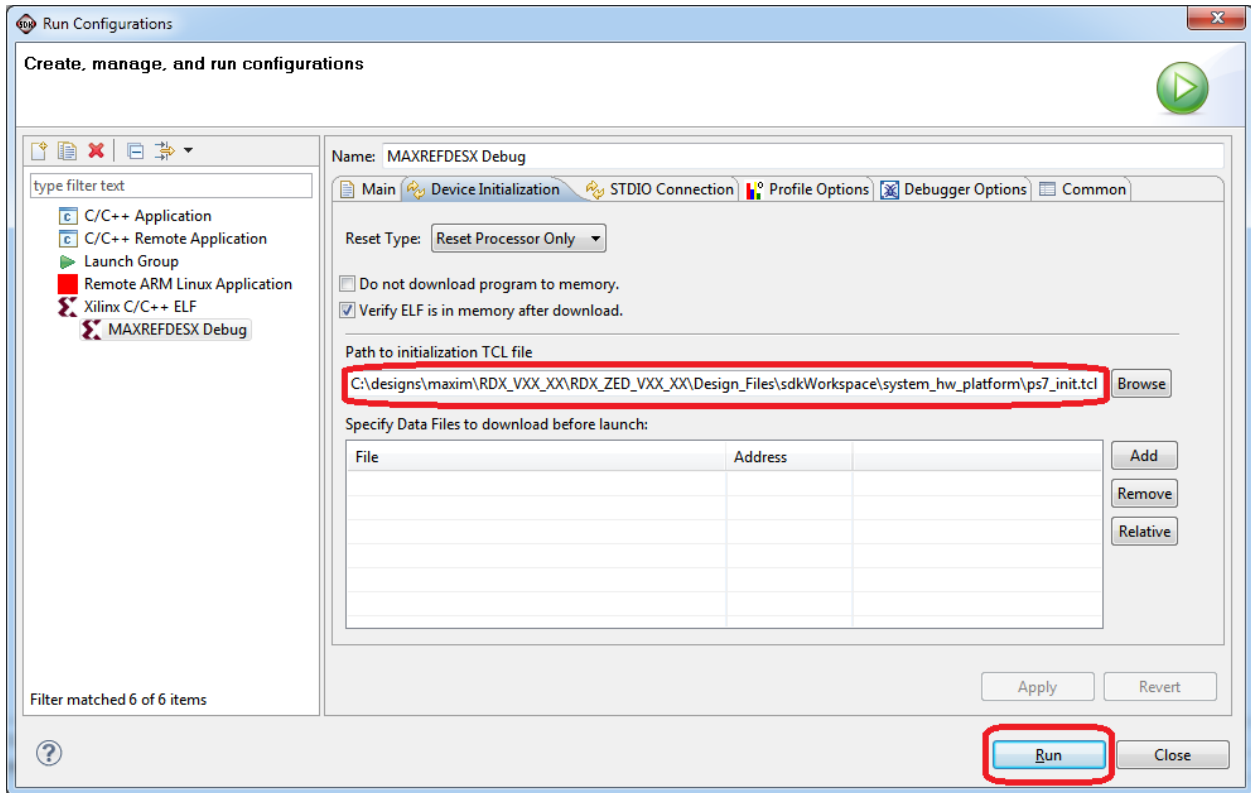 SDK Run Configurations
Create, manage, and run configurations
type filter text
C/C++ Application
C/C++ Remote Application
Launch Group
Remote ARM Linux Application
Xilinx C/C++ ELF
MAXREFDESX Debug
Filter matched 6 of 6 items
Name: MAXREFDESX Debug
Main Device Initialization STDIO Connection Profile Options Debugger Options Common
Reset Type: Reset Processor Only
Do not download program to memory.
Verify ELF is in memory after download.
Path to initialization TCL file
C:\designs\maxim\RDX_VXX_XX\RDX_ZED_VXX_XX\Design_Files\sdkWorkspace\system_hw_platform\ps7_init.tcl Browse
Specify Data Files to download before launch:
File Address Add
Remove
Relative
Apply Revert
? Run Close